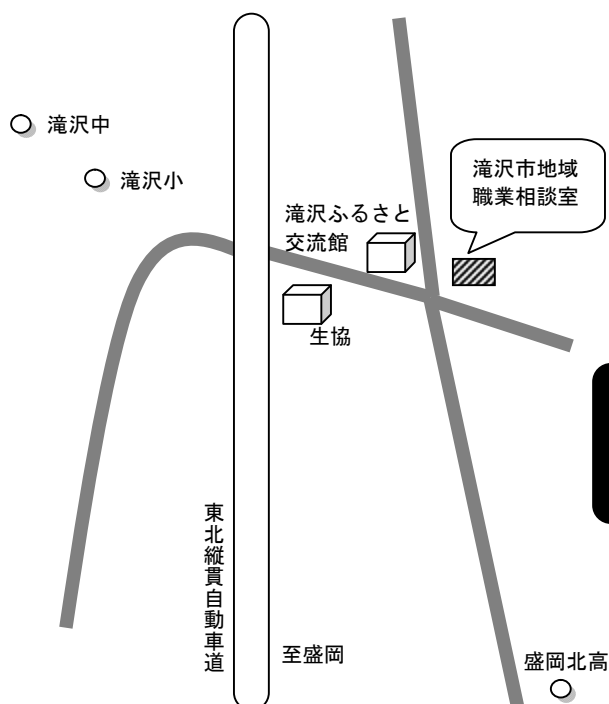 滝沢中
滝沢小
滝沢市地域
職業相談室
滝沢ふるさと
交流館
生協
東北縦貫自動車道
至盛岡
盛岡北高